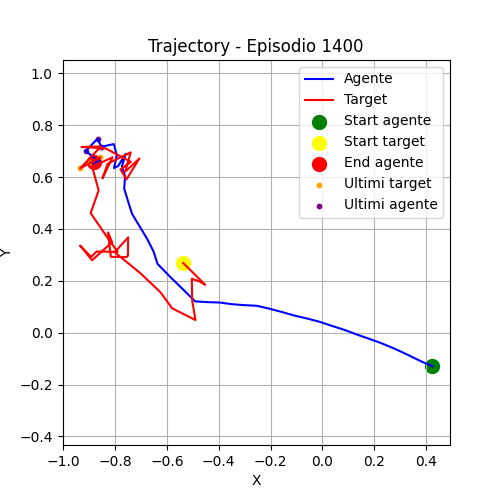 Trajectory - Episodio 1400
Agente
Target
Start agente
Start target
End agente
Ultimi target
Ultimi agente
Y
1.0
0.8
0.6
0.4
0.2
0.0
−0.2
−0.4
−1.0 −0.8 −0.6 −0.4 −0.2 0.0 0.2 0.4
X